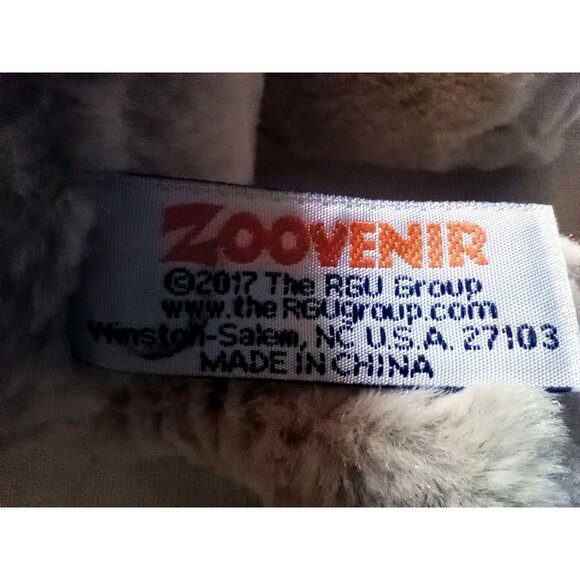 ZOOVENIR
©2017 The RGU Group
www.theRGUgroup.com
Winston-Salem, NC U.S.A. 27103
MADE IN CHINA